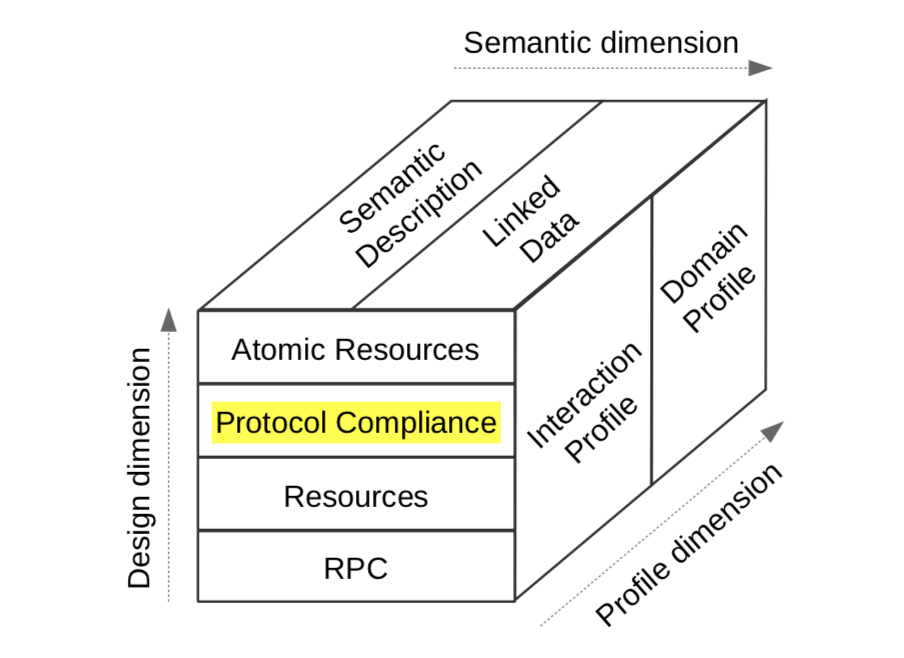 Semantic dimension
Semantic
Description
Linked
Data
Domain
Profile
Interaction
Profile
Atomic Resources
Protocol Compliance
Resources
RPC
Design dimension
Profile dimension